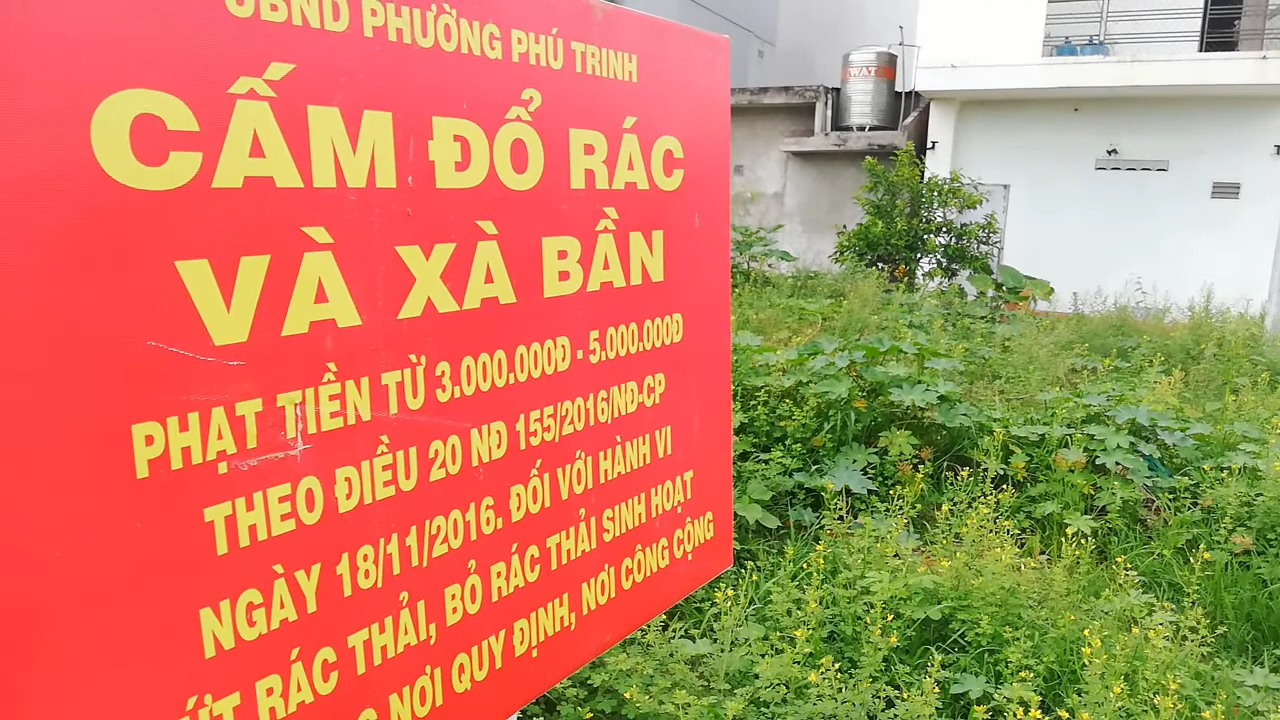 UBND PHƯỜNG PHÚ TRINH
CẤM ĐỔ RÁC
VÀ XÀ BẦN
PHẠT TIỀN TỪ 3.000.000Đ - 5.000.000Đ
THEO ĐIỀU 20 NĐ 155/2016/NĐ-CP
NGÀY 18/11/2016. ĐỐI VỚI HÀNH VI
RÁC THẢI, BỎ RÁC THẢI SINH HOẠT
NƠI QUY ĐỊNH, NƠI CÔNG CỘNG